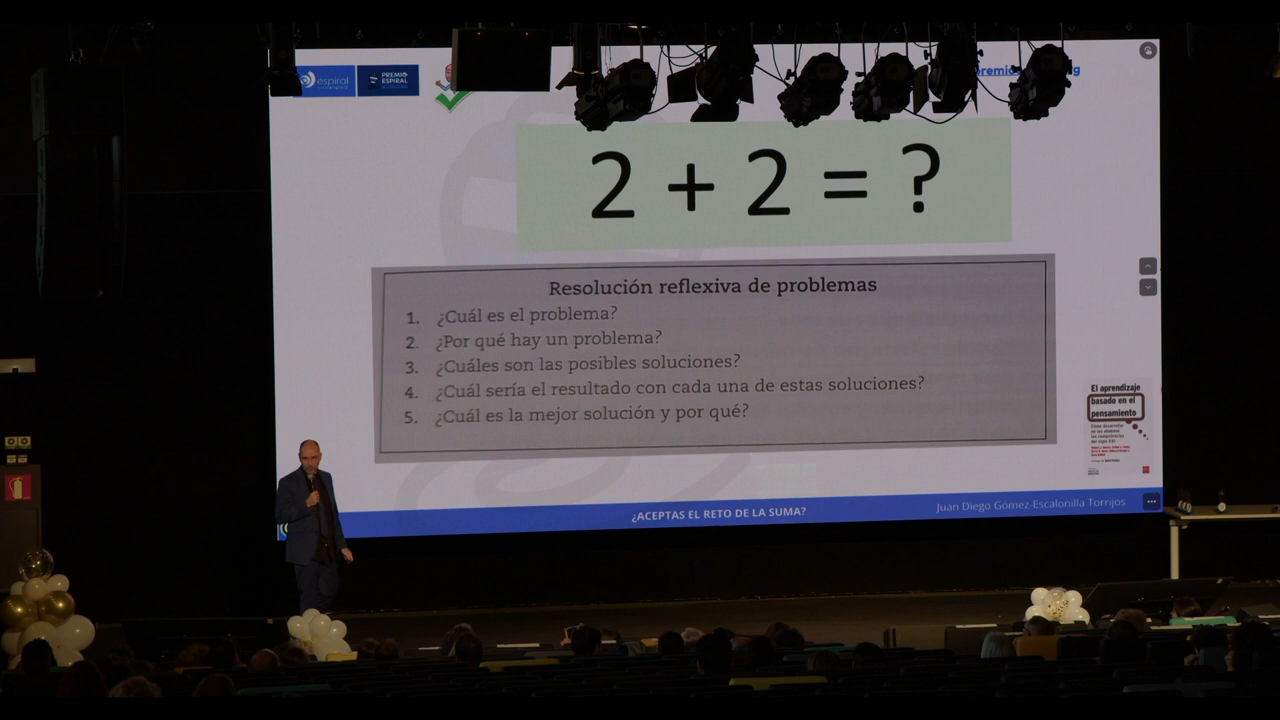 espiral
PREMIO
ESPIRAL
2 + 2 = ?
Resolución reflexiva de problemas
1. ¿Cuál es el problema?
2. ¿Por qué hay un problema?
3. ¿Cuáles son las posibles soluciones?
4. ¿Cuál sería el resultado con cada una de estas soluciones?
5. ¿Cuál es la mejor solución y por qué?
El aprendizaje
basado en el
pensamiento
¿ACEPTAS EL RETO DE LA SUMA?
Juan Diego Gómez-Escalonilla Torrijos